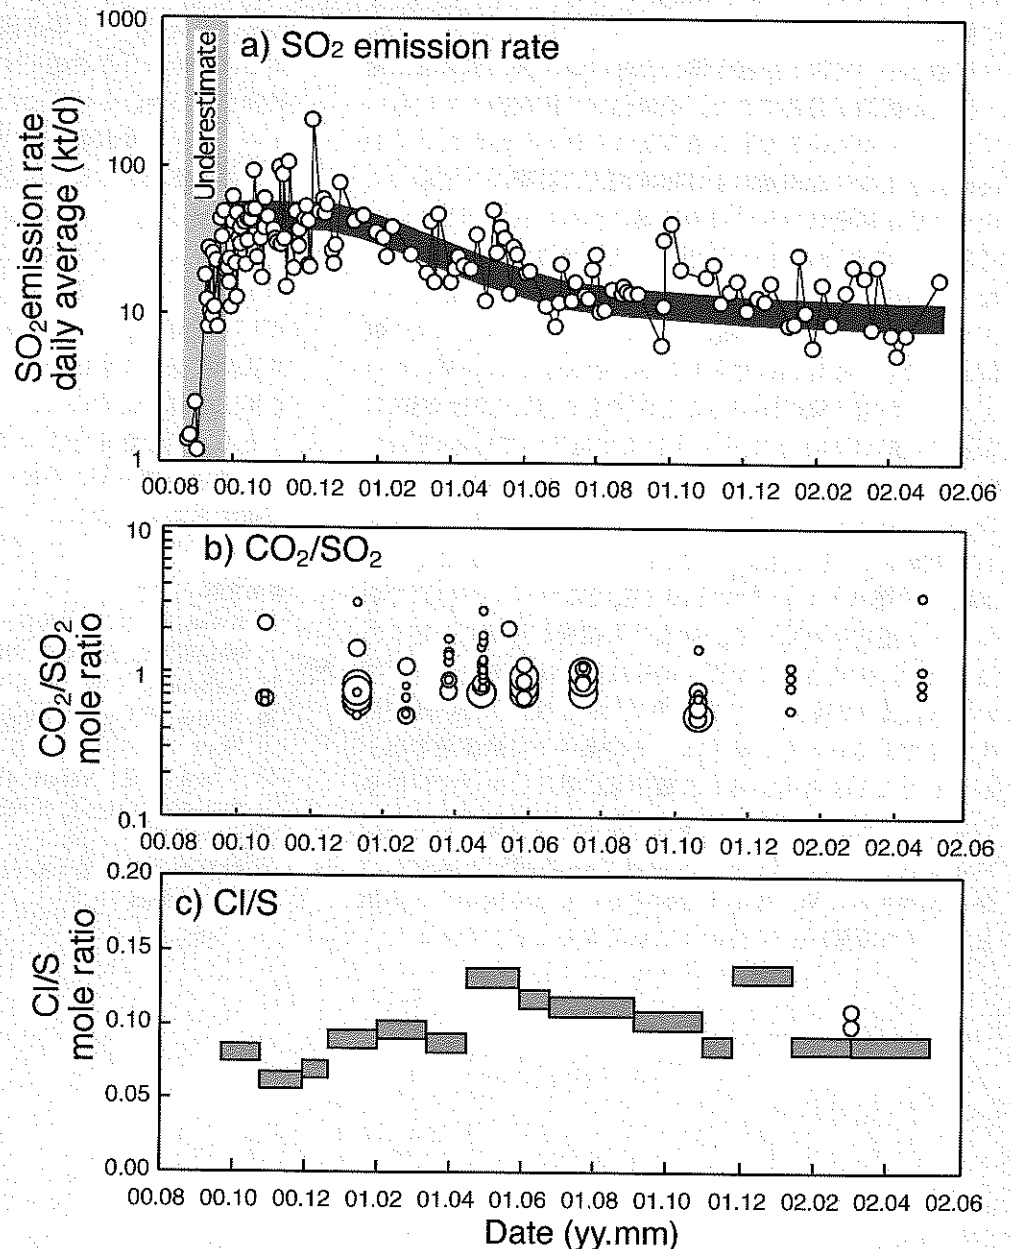 a) SO2 emission rate
Underestimate
SO2emission rate
daily average (kt/d)
1000
100
10
1
00.08 00.10 00.12 01.02 01.04 01.06 01.08 01.10 01.12 02.02 02.04 02.06
b) CO2/SO2
CO2/SO2
mole ratio
10
1
0.1
00.08 00.10 00.12 01.02 01.04 01.06 01.08 01.10 01.12 02.02 02.04 02.06
c) Cl/S
Cl/S
mole ratio
0.20
0.15
0.10
0.05
0.00
00.08 00.10 00.12 01.02 01.04 01.06 01.08 01.10 01.12 02.02 02.04 02.06
Date (yy.mm)